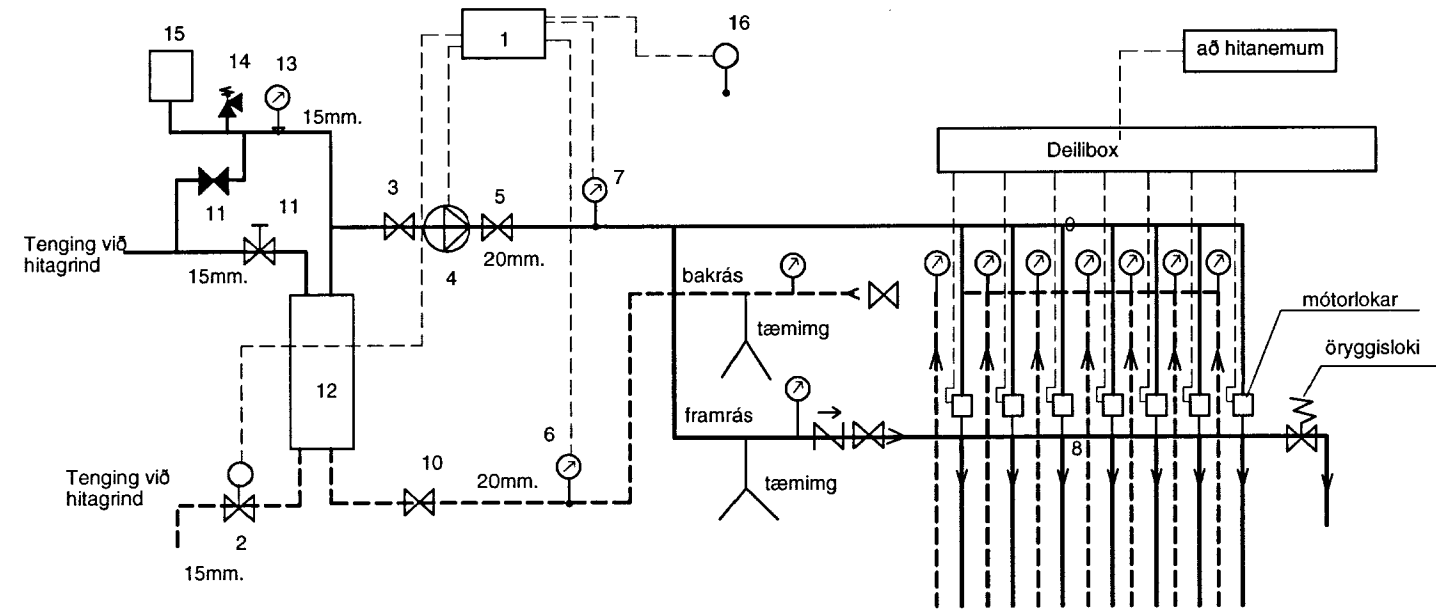 15
14
13
15mm.
1
16
að hitanemum
Deilibox
3
5
7
11
11
Tenging við
hitagrind
15mm.
4
20mm.
0
bakrás
tæmimg
mótorlokar
öryggisloki
12
framrás
6
8
10
20mm.
tæmimg
Tenging við
hitagrind
2
15mm.